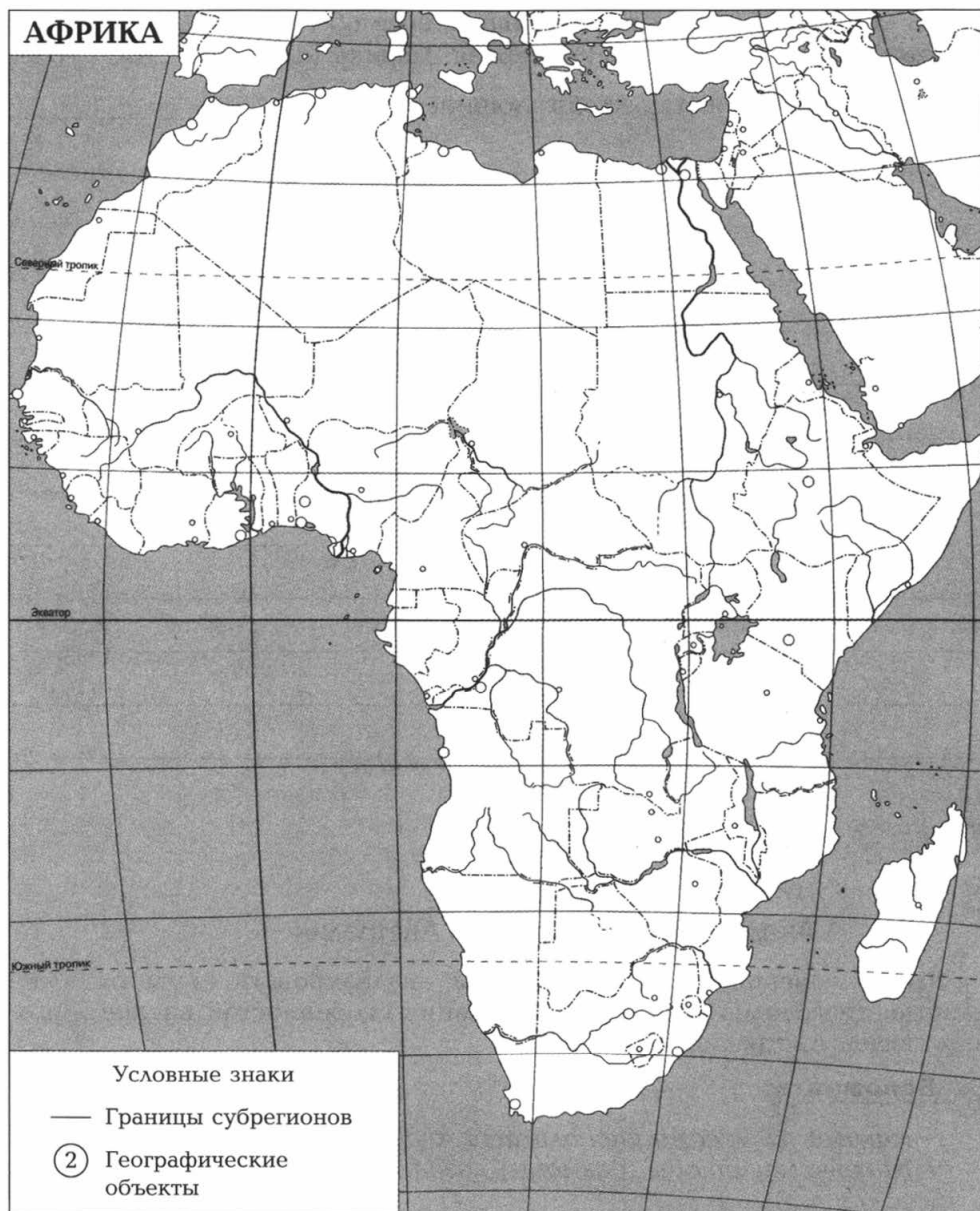 АФРИКА
Северный тропик
Экватор
Южный тропик
Условные знаки
Границы субрегионов
2 Географические
объекты